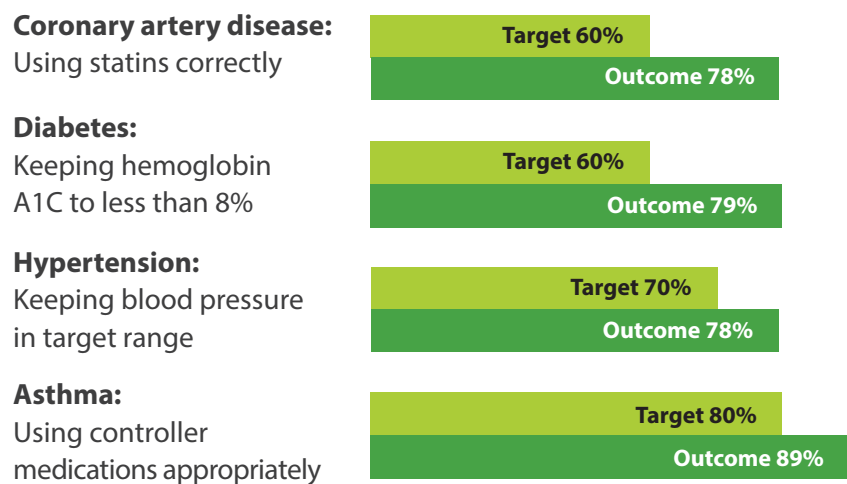 Coronary artery disease:
Using statins correctly
Target 60%
Outcome 78%
Diabetes:
Keeping hemoglobin
A1C to less than 8%
Target 60%
Outcome 79%
Hypertension:
Keeping blood pressure
in target range
Target 70%
Outcome 78%
Asthma:
Using controller
medications appropriately
Target 80%
Outcome 89%